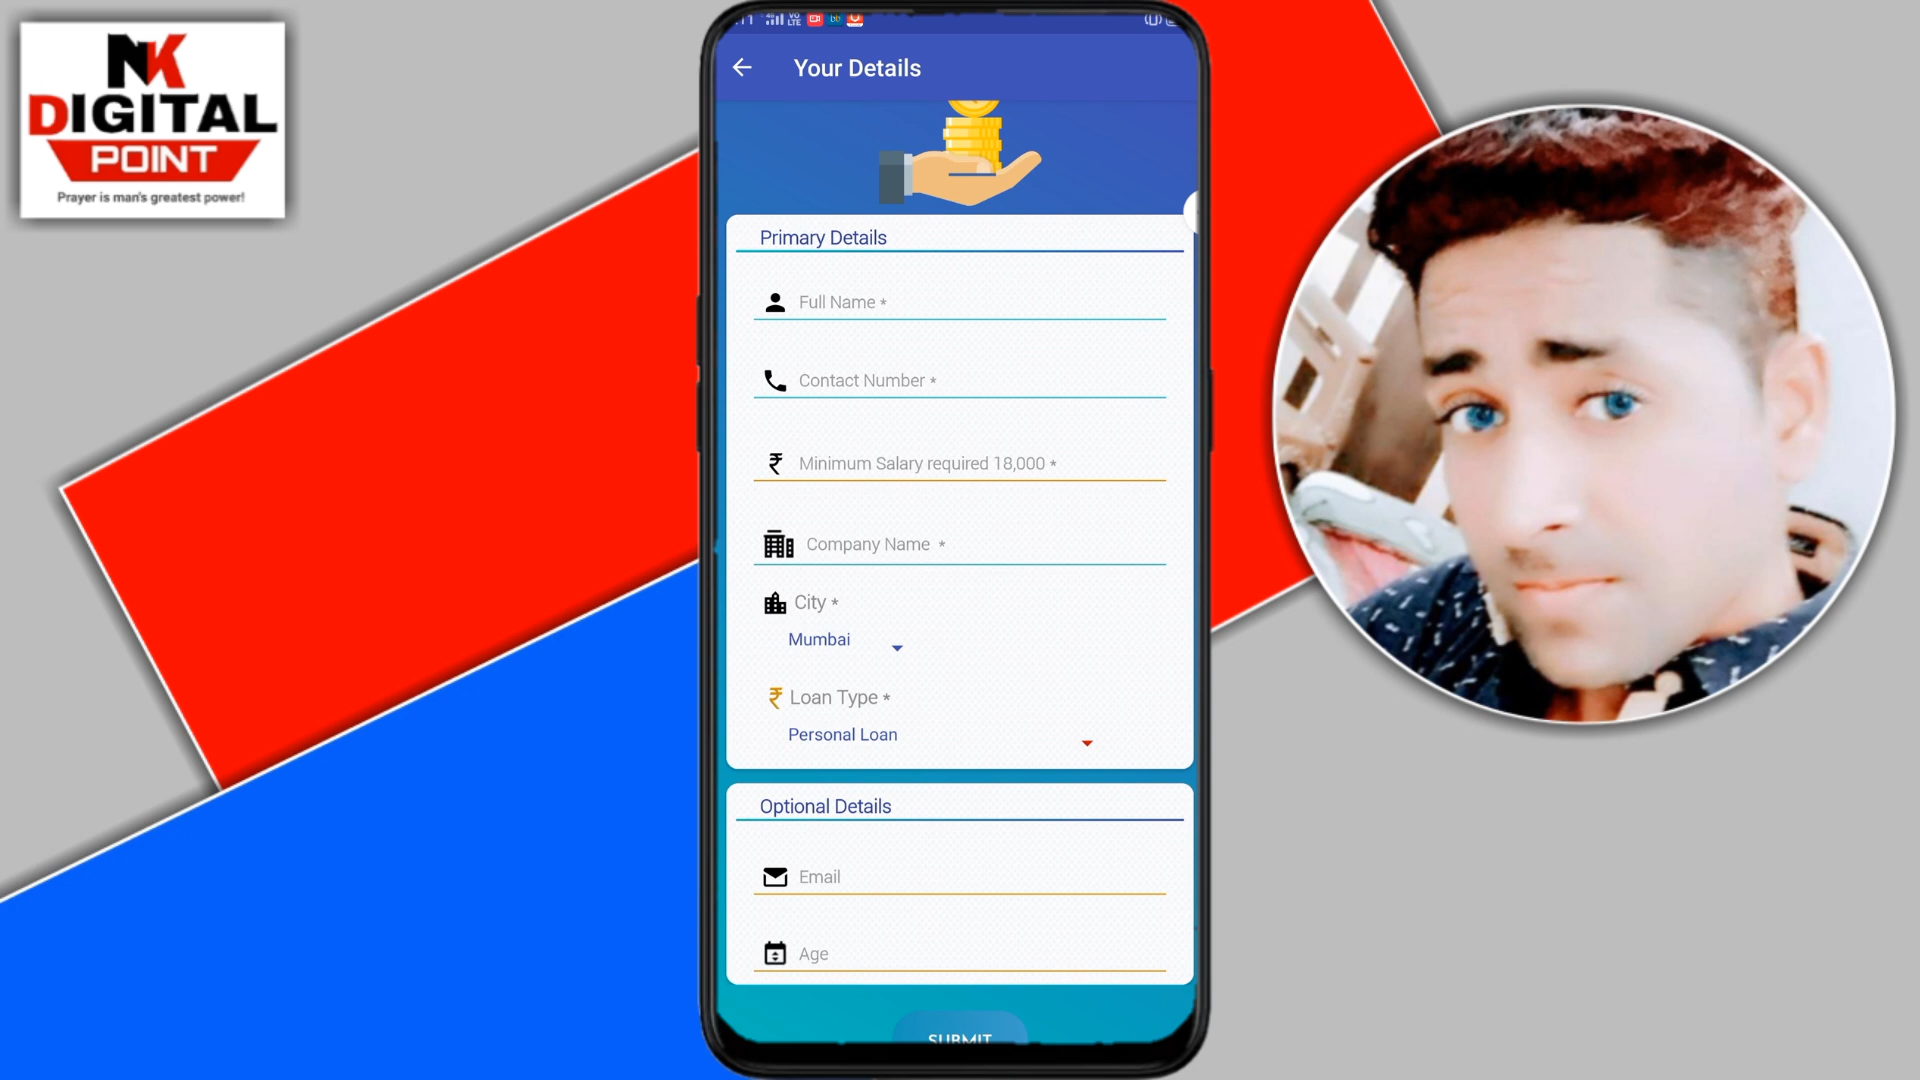 NK
DIGITAL
POINT
Prayer is man's greatest power!
Your Details
Primary Details
Full Name *
Contact Number *
₹ Minimum Salary required 18,000 *
Company Name *
City *
Mumbai
₹ Loan Type *
Personal Loan
Optional Details
Email
Age
SUBMIT